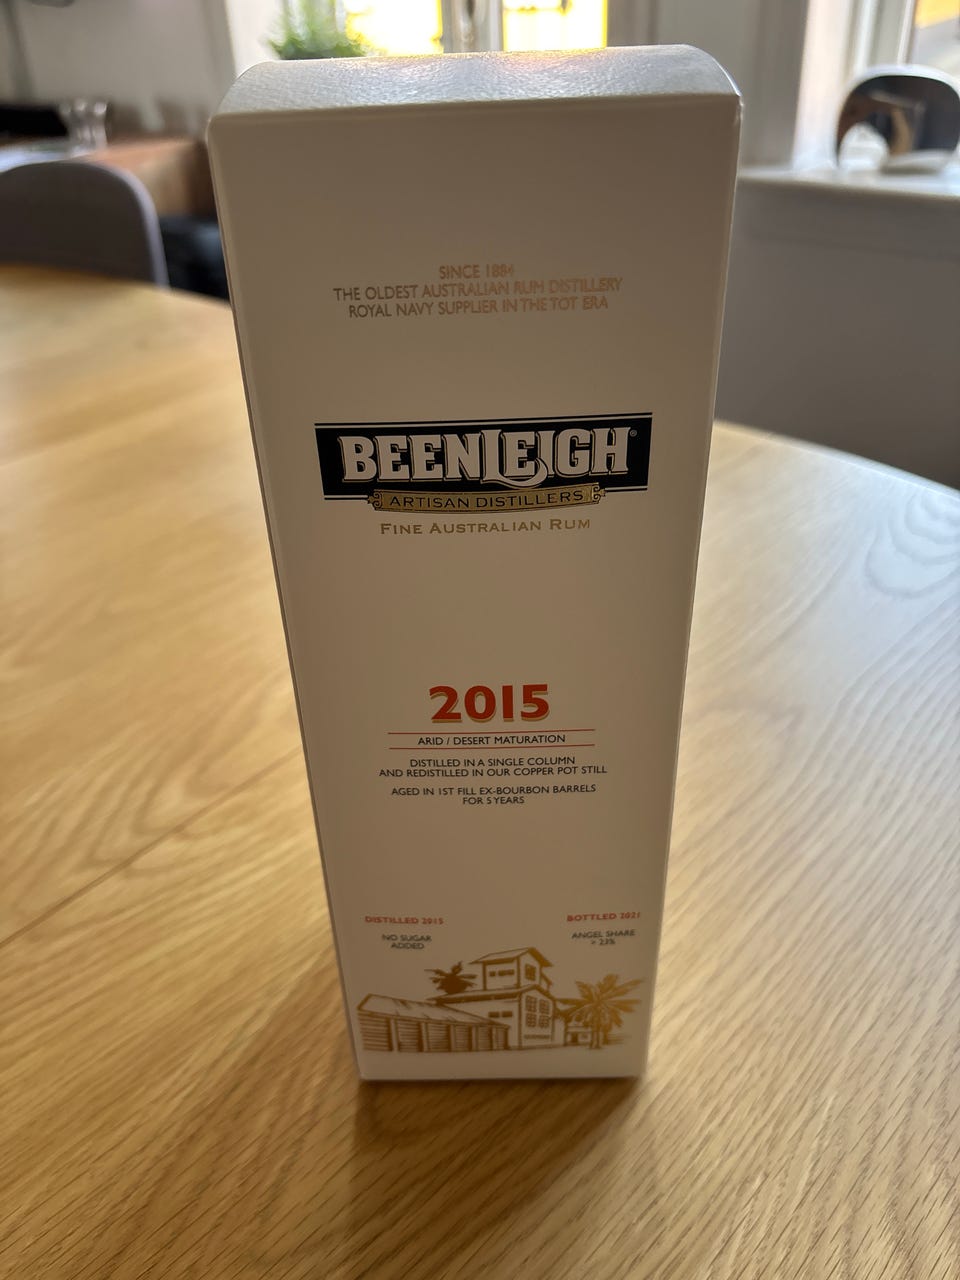 SINCE 1884
THE OLDEST AUSTRALIAN RUM DISTILLERY
ROYAL NAVY SUPPLIER IN THE TOT ERA
BEENLEIGH®
ARTISAN DISTILLERS
FINE AUSTRALIAN RUM
2015
ARID / DESERT MATURATION
DISTILLED IN A SINGLE COLUMN
AND REDISTILLED IN OUR COPPER POT STILL
AGED IN 1ST FILL EX-BOURBON BARRELS
FOR 5 YEARS
DISTILLED 2015
NO SUGAR
ADDED
BOTTLED 2021
ANGEL SHARE
> 23%